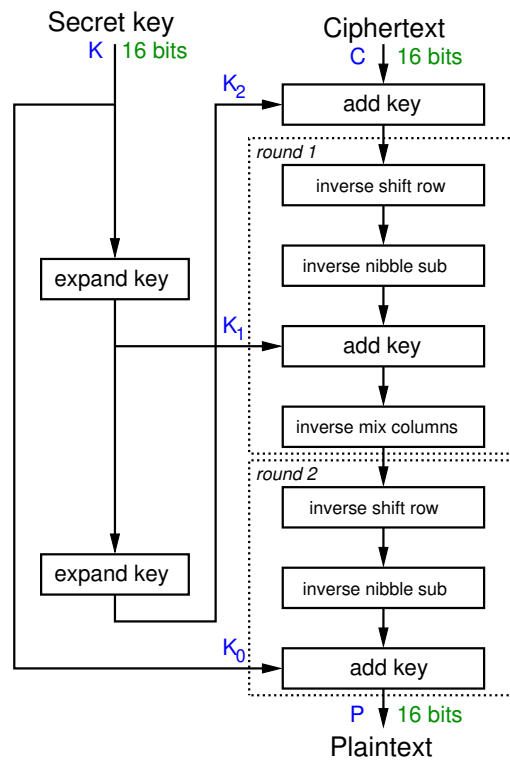 Secret key
K 16 bits
Ciphertext
C 16 bits
K2
add key
round 1
inverse shift row
inverse nibble sub
expand key
K1
add key
inverse mix columns
round 2
inverse shift row
expand key
inverse nibble sub
K0
add key
P 16 bits
Plaintext